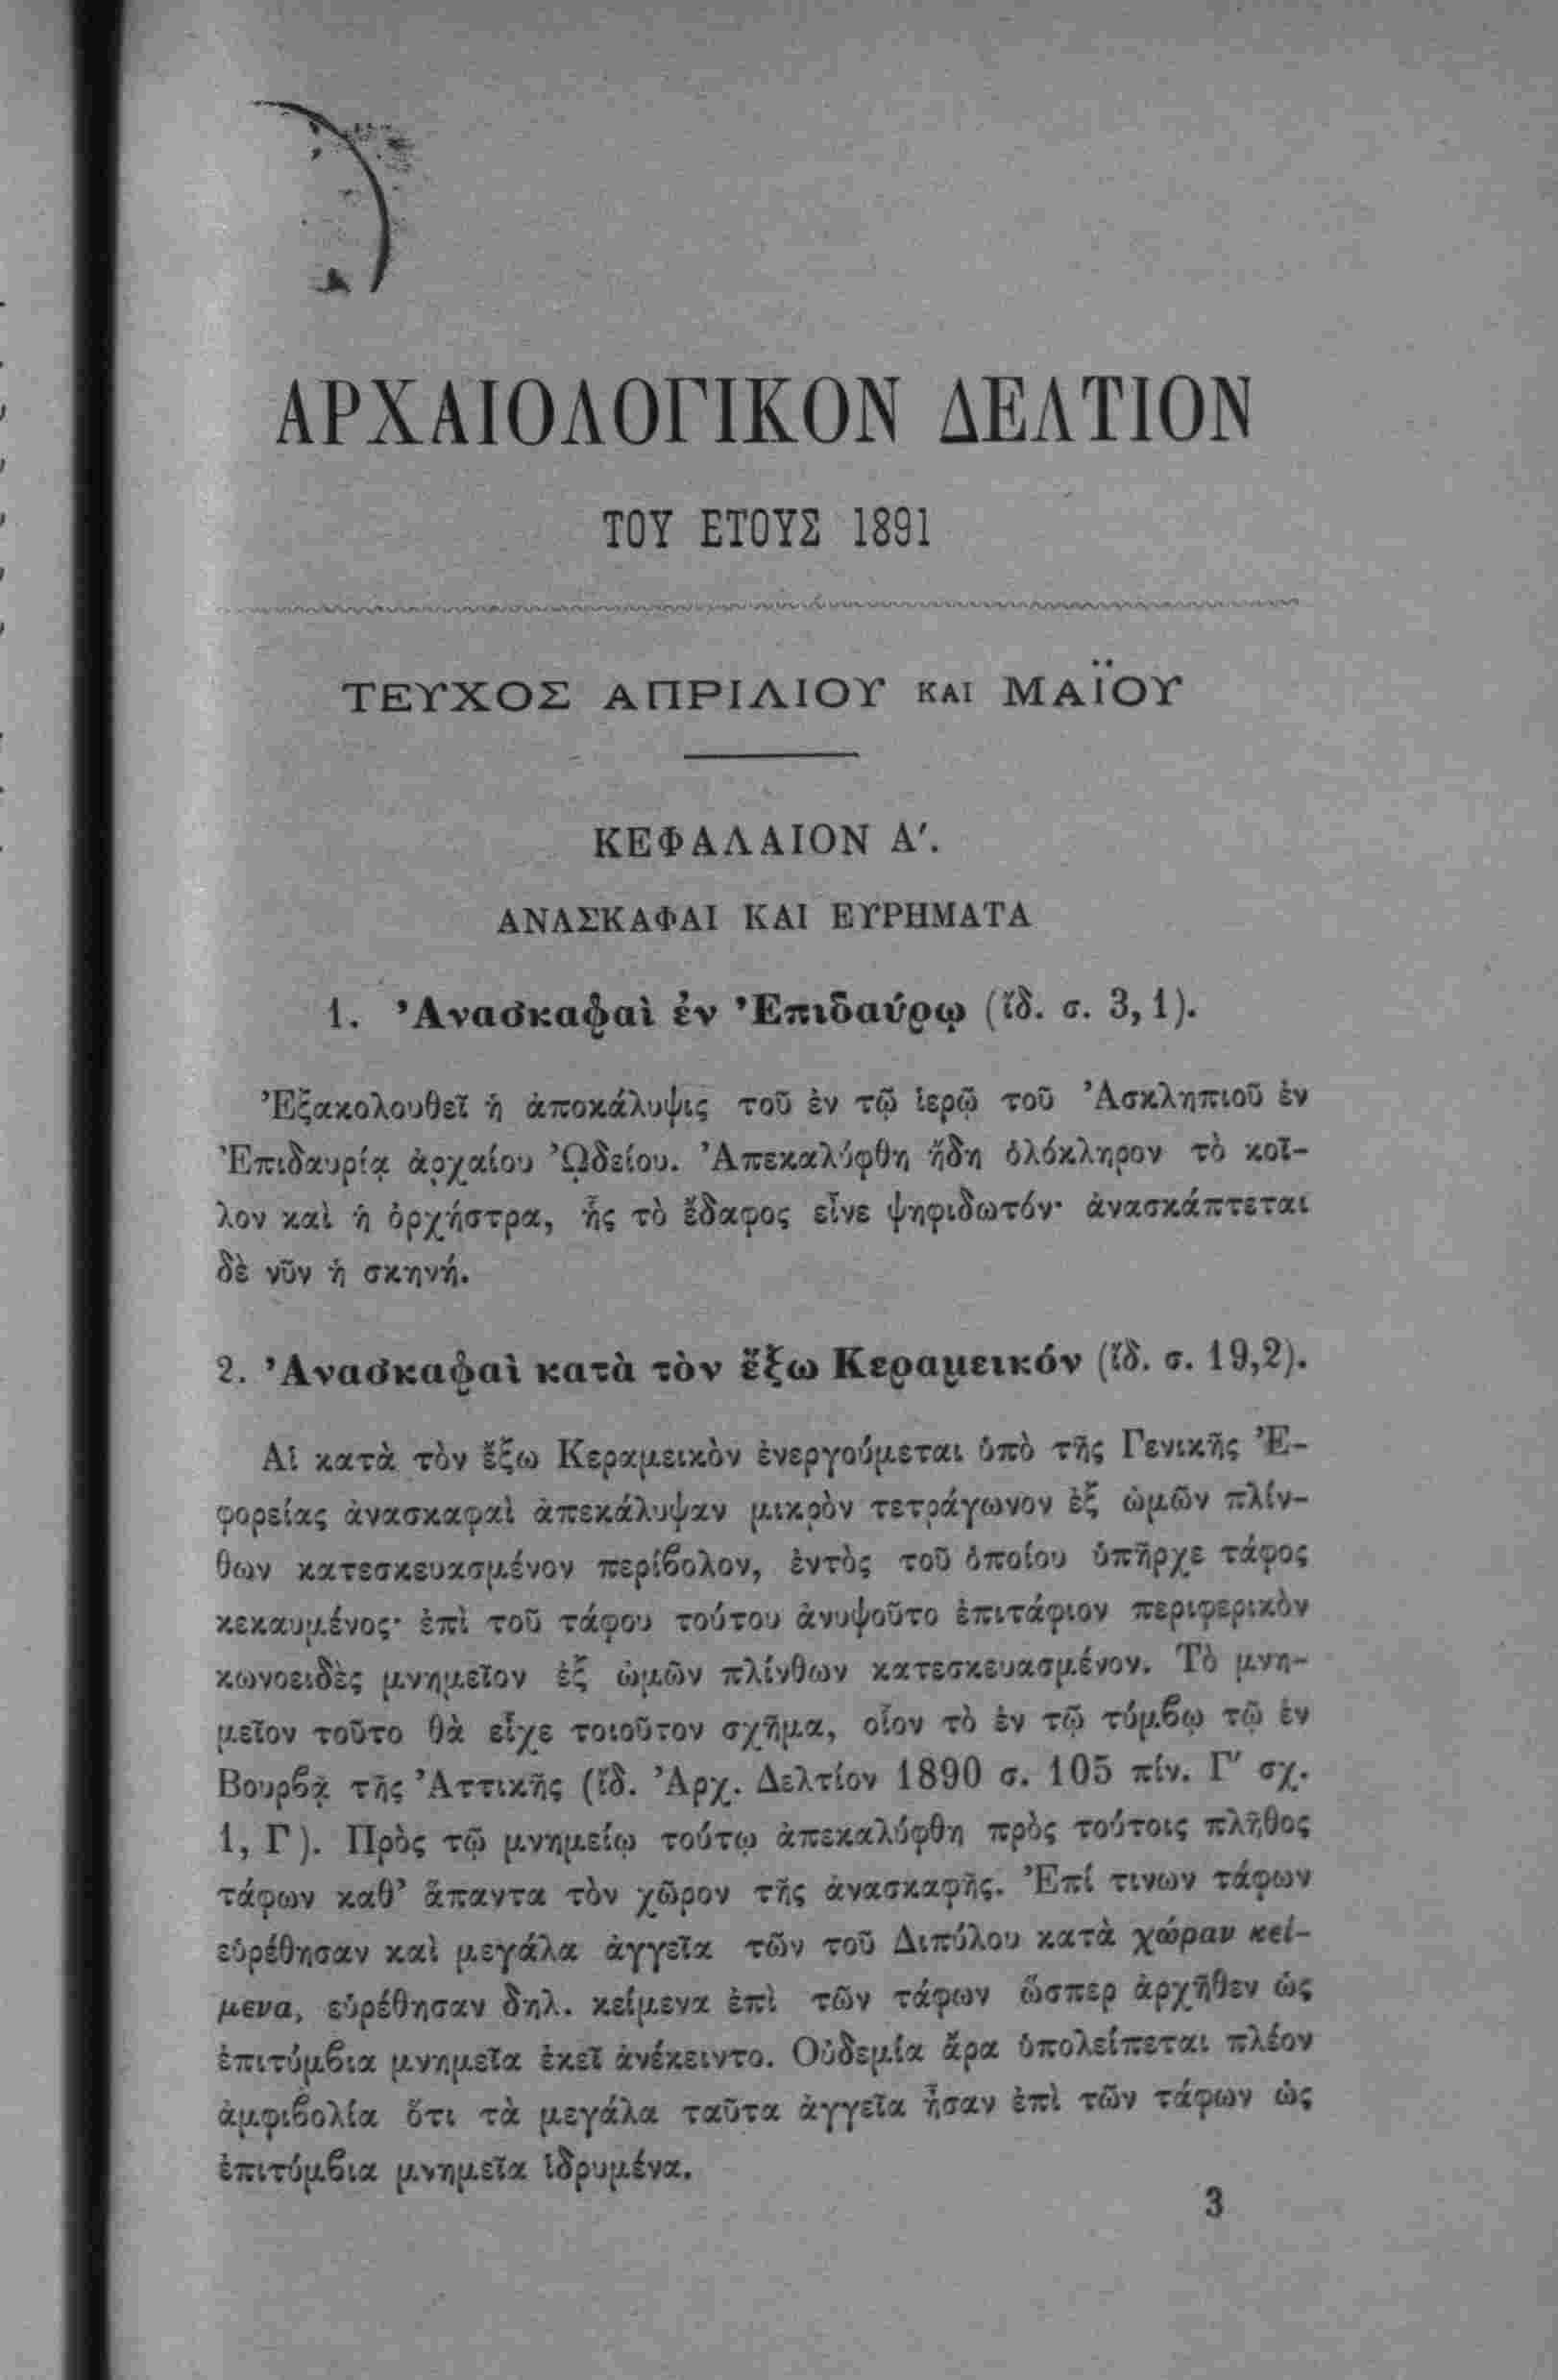 ΑΡΧΑΙΟΛΟΓΙΚΟΝ ΔΕΛΤΙΟΝ
ΤΟΥ ΕΤΟΥΣ 1891
ΤΕΥΧΟΣ ΑΠΡΙΛΙΟΥ ΚΑΙ ΜΑΪΟΥ
ΚΕΦΑΛΑΙΟΝ Α′.
ΑΝΑΣΚΑΦΑΙ ΚΑΙ ΕΥΡΗΜΑΤΑ
1. Ἀνασκαφαὶ ἐν Ἐπιδαύρῳ (ἴδ. σ. 3,1).
Ἐξακολουθεῖ ἡ ἀποκάλυψις τοῦ ἐν τῷ ἱερῷ τοῦ Ἀσκληπιοῦ ἐν
Ἐπιδαυρίᾳ ἀρχαίου ᾨδείου. Ἀπεκαλύφθη ἤδη ὁλόκληρον τὸ κοῖ-
λον καὶ ἡ ὀρχήστρα, ἧς τὸ ἔδαφος εἶνε ψηφιδωτόν· ἀνασκάπτεται
δὲ νῦν ἡ σκηνή.
2. Ἀνασκαφαὶ κατὰ τὸν ἔξω Κεραμεικόν (ἴδ. σ. 19,2).
Αἱ κατὰ τὸν ἔξω Κεραμεικὸν ἐνεργούμεται ὑπὸ τῆς Γενικῆς Ἐ-
φορείας ἀνασκαφαὶ ἀπεκάλυψαν μικρὸν τετράγωνον ἐξ ὠμῶν πλίν-
θων κατεσκευασμένον περίβολον, ἐντὸς τοῦ ὁποίου ὑπῆρχε τάφος
κεκαυμένος· ἐπὶ τοῦ τάφου τούτου ἀνυψοῦτο ἐπιτάφιον περιφερικὸν
κωνοειδὲς μνημεῖον ἐξ ὠμῶν πλίνθων κατεσκευασμένον. Τὸ μνη-
μεῖον τοῦτο θὰ εἶχε τοιοῦτον σχῆμα, οἷον τὸ ἐν τῷ τύμβῳ τῷ ἐν
Βουρβᾷ τῆς Ἀττικῆς (ἴδ. Ἀρχ. Δελτίον 1890 σ. 105 πίν. Γ′ σχ.
1, Γ). Πρὸς τῷ μνημείῳ τούτῳ ἀπεκαλύφθη πρὸς τούτοις πλῆθος
τάφων καθ’ ἅπαντα τὸν χῶρον τῆς ἀνασκαφῆς. Ἐπί τινων τάφων
εὑρέθησαν καὶ μεγάλα ἀγγεῖα τῶν τοῦ Διπύλου κατὰ χώραν κεί-
μενα, εὑρέθησαν δηλ. κείμενα ἐπὶ τῶν τάφων ὥσπερ ἀρχῆθεν ὡς
ἐπιτύμβια μνημεῖα ἐκεῖ ἀνέκειντο. Οὐδεμία ἄρα ὑπολείπεται πλέον
ἀμφιβολία ὅτι τὰ μεγάλα ταῦτα ἀγγεῖα ἦσαν ἐπὶ τῶν τάφων ὡς
ἐπιτύμβια μνημεῖα ἱδρυμένα.
3